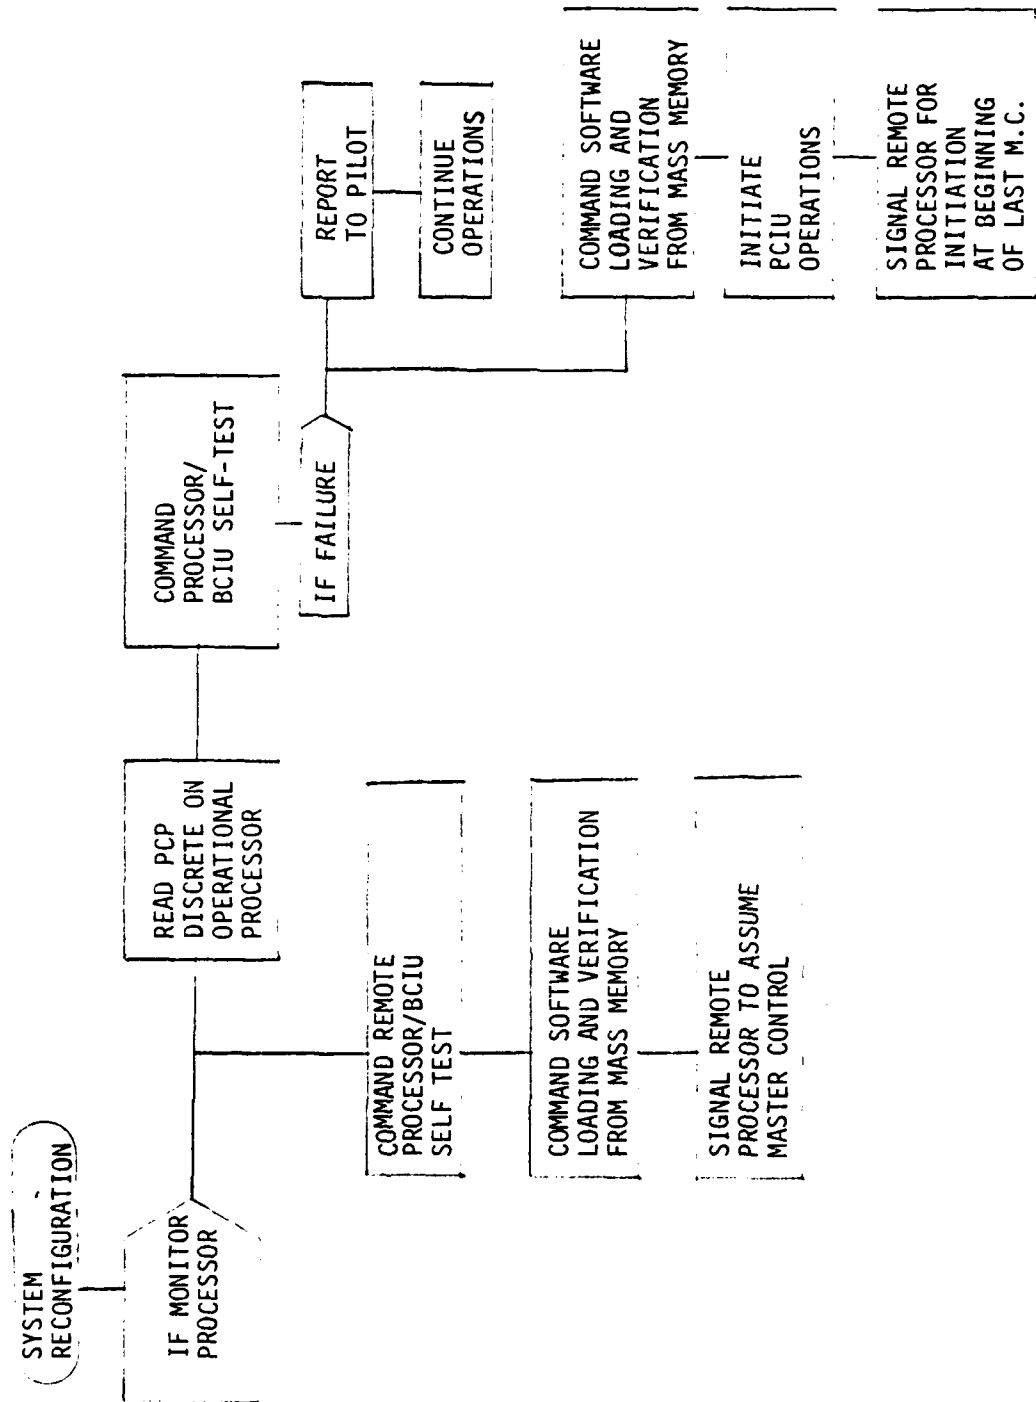 SYSTEM
RECONFIGURATION
IF MONITOR
PROCESSOR
READ PCP
DISCRETE ON
OPERATIONAL
PROCESSOR
COMMAND
PROCESSOR/
BCIU SELF-TEST
IF FAILURE
REPORT
TO PILOT
CONTINUE
OPERATIONS
COMMAND REMOTE
PROCESSOR/BCIU
SELF TEST
COMMAND SOFTWARE
LOADING AND VERIFICATION
FROM MASS MEMORY
SIGNAL REMOTE
PROCESSOR TO ASSUME
MASTER CONTROL
COMMAND SOFTWARE
LOADING AND
VERIFICATION
FROM MASS MEMORY
INITIATE
PCIU
OPERATIONS
SIGNAL REMOTE
PROCESSOR FOR
INITIATION
AT BEGINNING
OF LAST M.C.